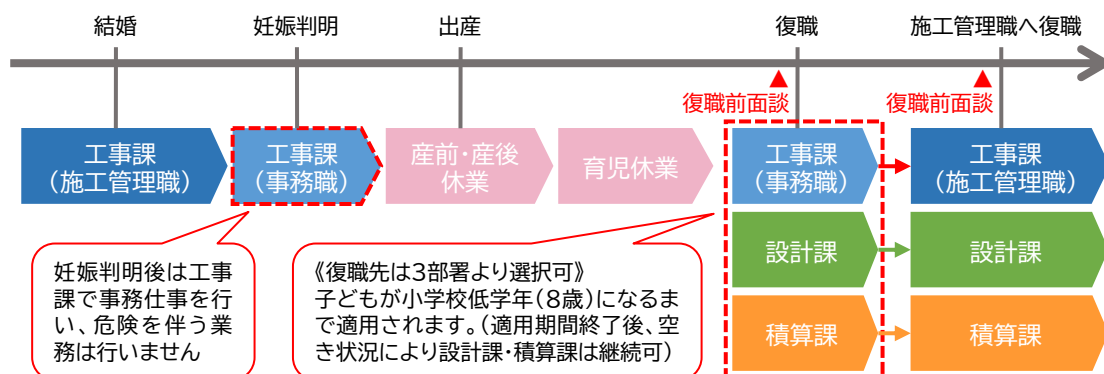 結婚
妊娠判明
出産
復職
施工管理職へ復職
復職前面談
復職前面談
工事課
（施工管理職）
工事課
（事務職）
産前・産後
休業
育児休業
工事課
（事務職）
工事課
（施工管理職）
設計課
設計課
積算課
積算課
妊娠判明後は工事
課で事務仕事を行
い、危険を伴う業
務は行いません
《復職先は3部署より選択可》
子どもが小学校低学年（8歳）になるま
で適用されます。（適用期間終了後、空
き状況により設計課・積算課は継続可）